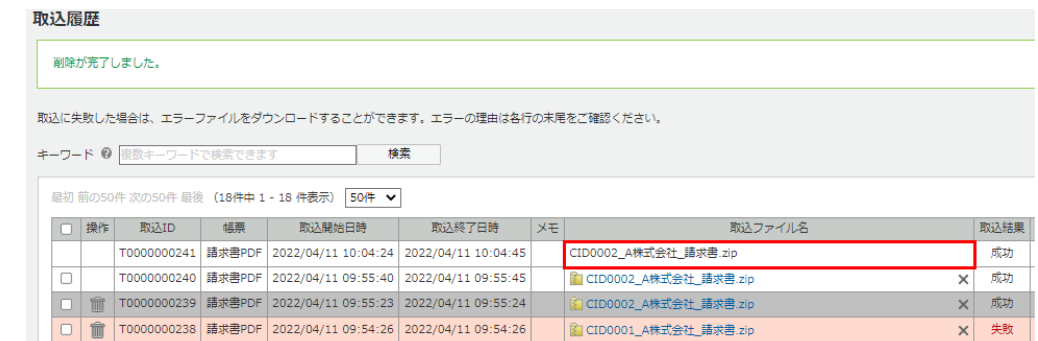 取込履歴
削除が完了しました。
取込に失敗した場合は、エラーファイルをダウンロードすることができます。エラーの理由は各行の末尾をご確認ください。
キーワード ? 複数キーワードで検索できます 検索
最初 前の50件 次の50件 最後 (18件中 1 - 18 件表示) 50件
操作 取込ID 帳票 取込開始日時 取込終了日時 メモ 取込ファイル名 取込結果
T0000000241 請求書PDF 2022/04/11 10:04:24 2022/04/11 10:04:45 CID0002_A株式会社_請求書.zip 成功
T0000000240 請求書PDF 2022/04/11 09:55:40 2022/04/11 09:55:45 CID0002_A株式会社_請求書.zip × 成功
T0000000239 請求書PDF 2022/04/11 09:55:23 2022/04/11 09:55:24 CID0002_A株式会社_請求書.zip × 成功
T0000000238 請求書PDF 2022/04/11 09:54:26 2022/04/11 09:54:26 CID0001_A株式会社_請求書.zip × 失敗